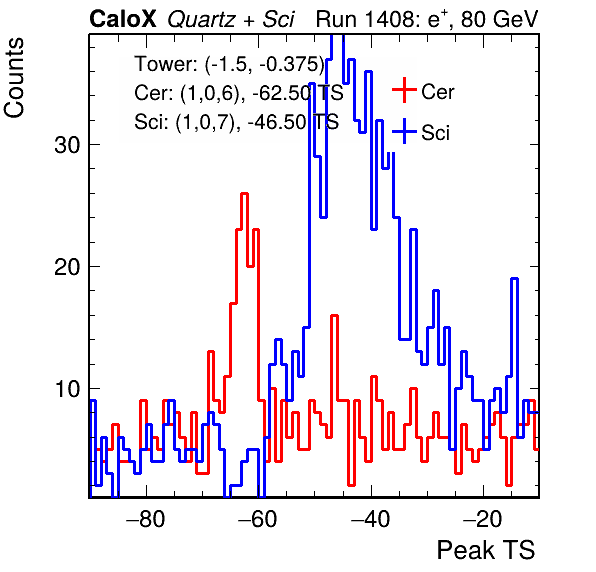 CaloX Quartz + Sci Run 1408: e+, 80 GeV
Counts
Tower: (-1.5, -0.375)
Cer: (1,0,6), -62.50 TS
Sci: (1,0,7), -46.50 TS
Cer
Sci
30
20
10
−80 −60 −40 −20
Peak TS